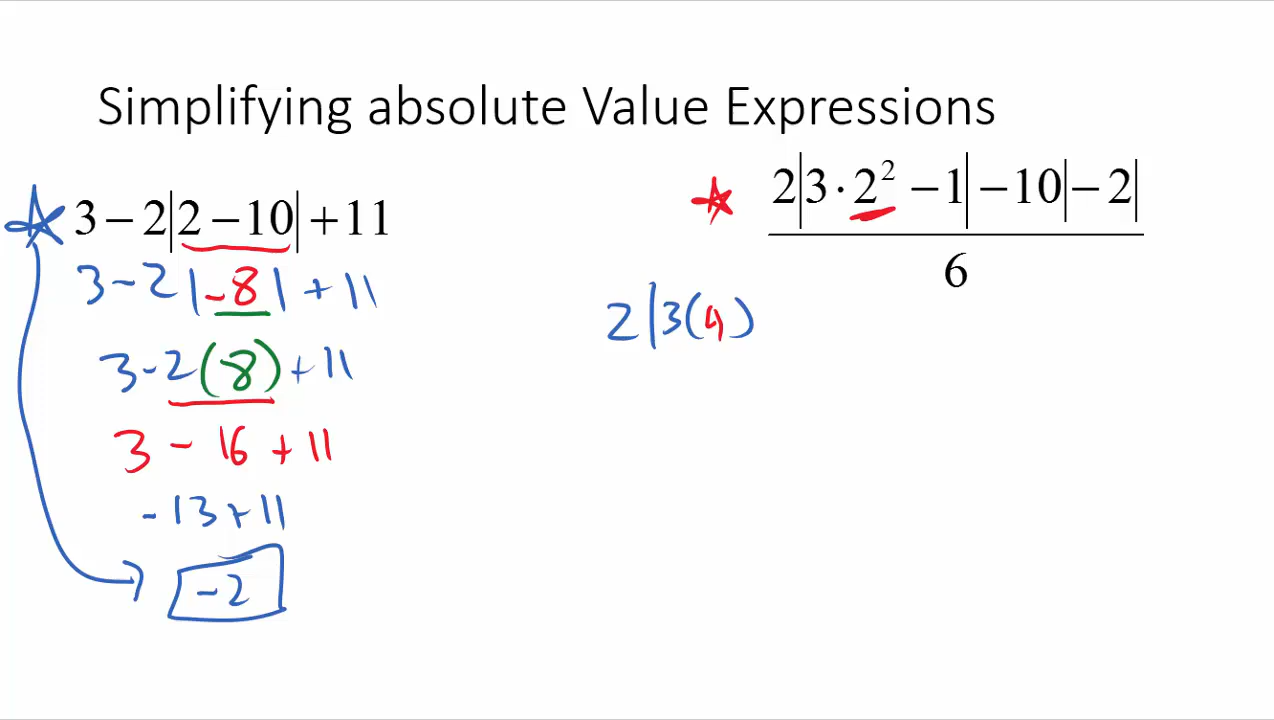 Simplifying absolute Value Expressions
3 − 2|2 − 10| + 11
3 - 2 |-8| + 11
3 - 2(8) + 11
3 - 16 + 11
-13 + 11
-2
2|3 · 2² − 1| − 10|− 2|
6
2|3(4)